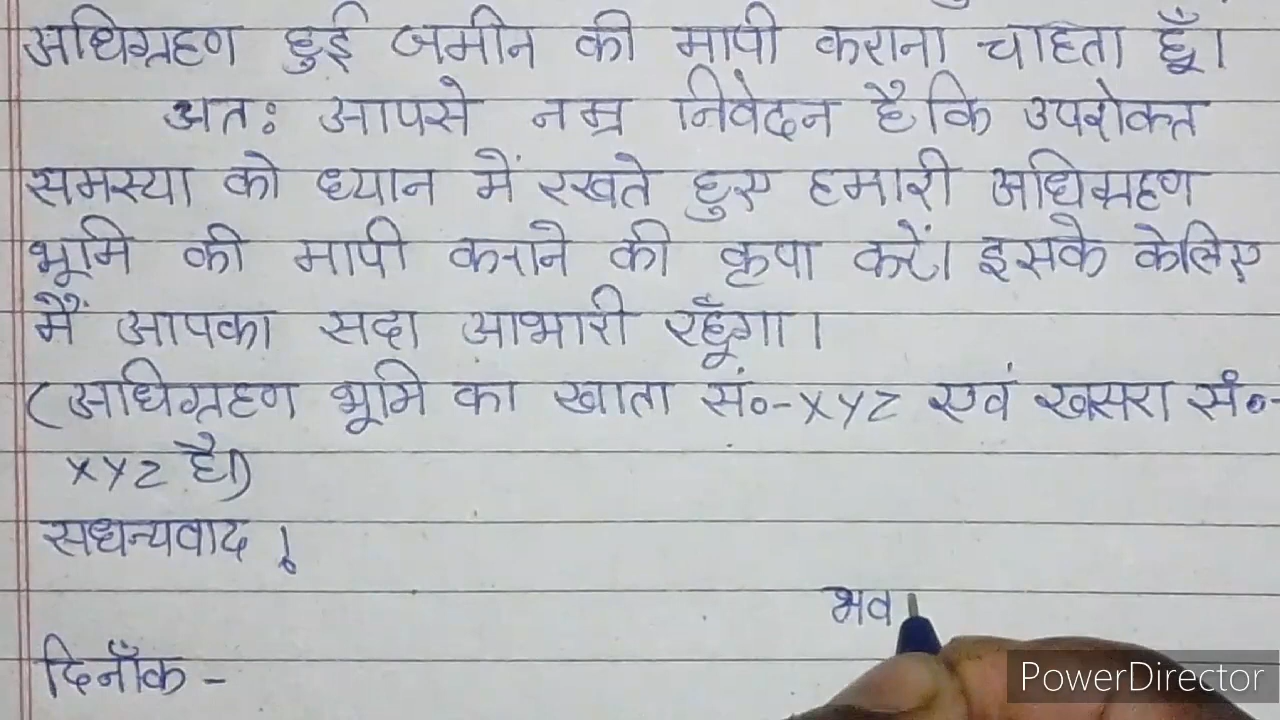 अधिग्रहण हुई जमीन की मापी कराना चाहता हूँ।
अतः आपसे नम्र निवेदन है कि उपरोक्त
समस्या को ध्यान में रखते हुए हमारी अधिग्रहण
भूमि की मापी कराने की कृपा करें। इसके केलिए
मैं आपका सदा आभारी रहूँगा।
(अधिग्रहण भूमि का खाता सं०-XYZ एवं खसरा सं०-
XYZ है।)
सधन्यवाद !
भव
दिनाँक -
PowerDirector